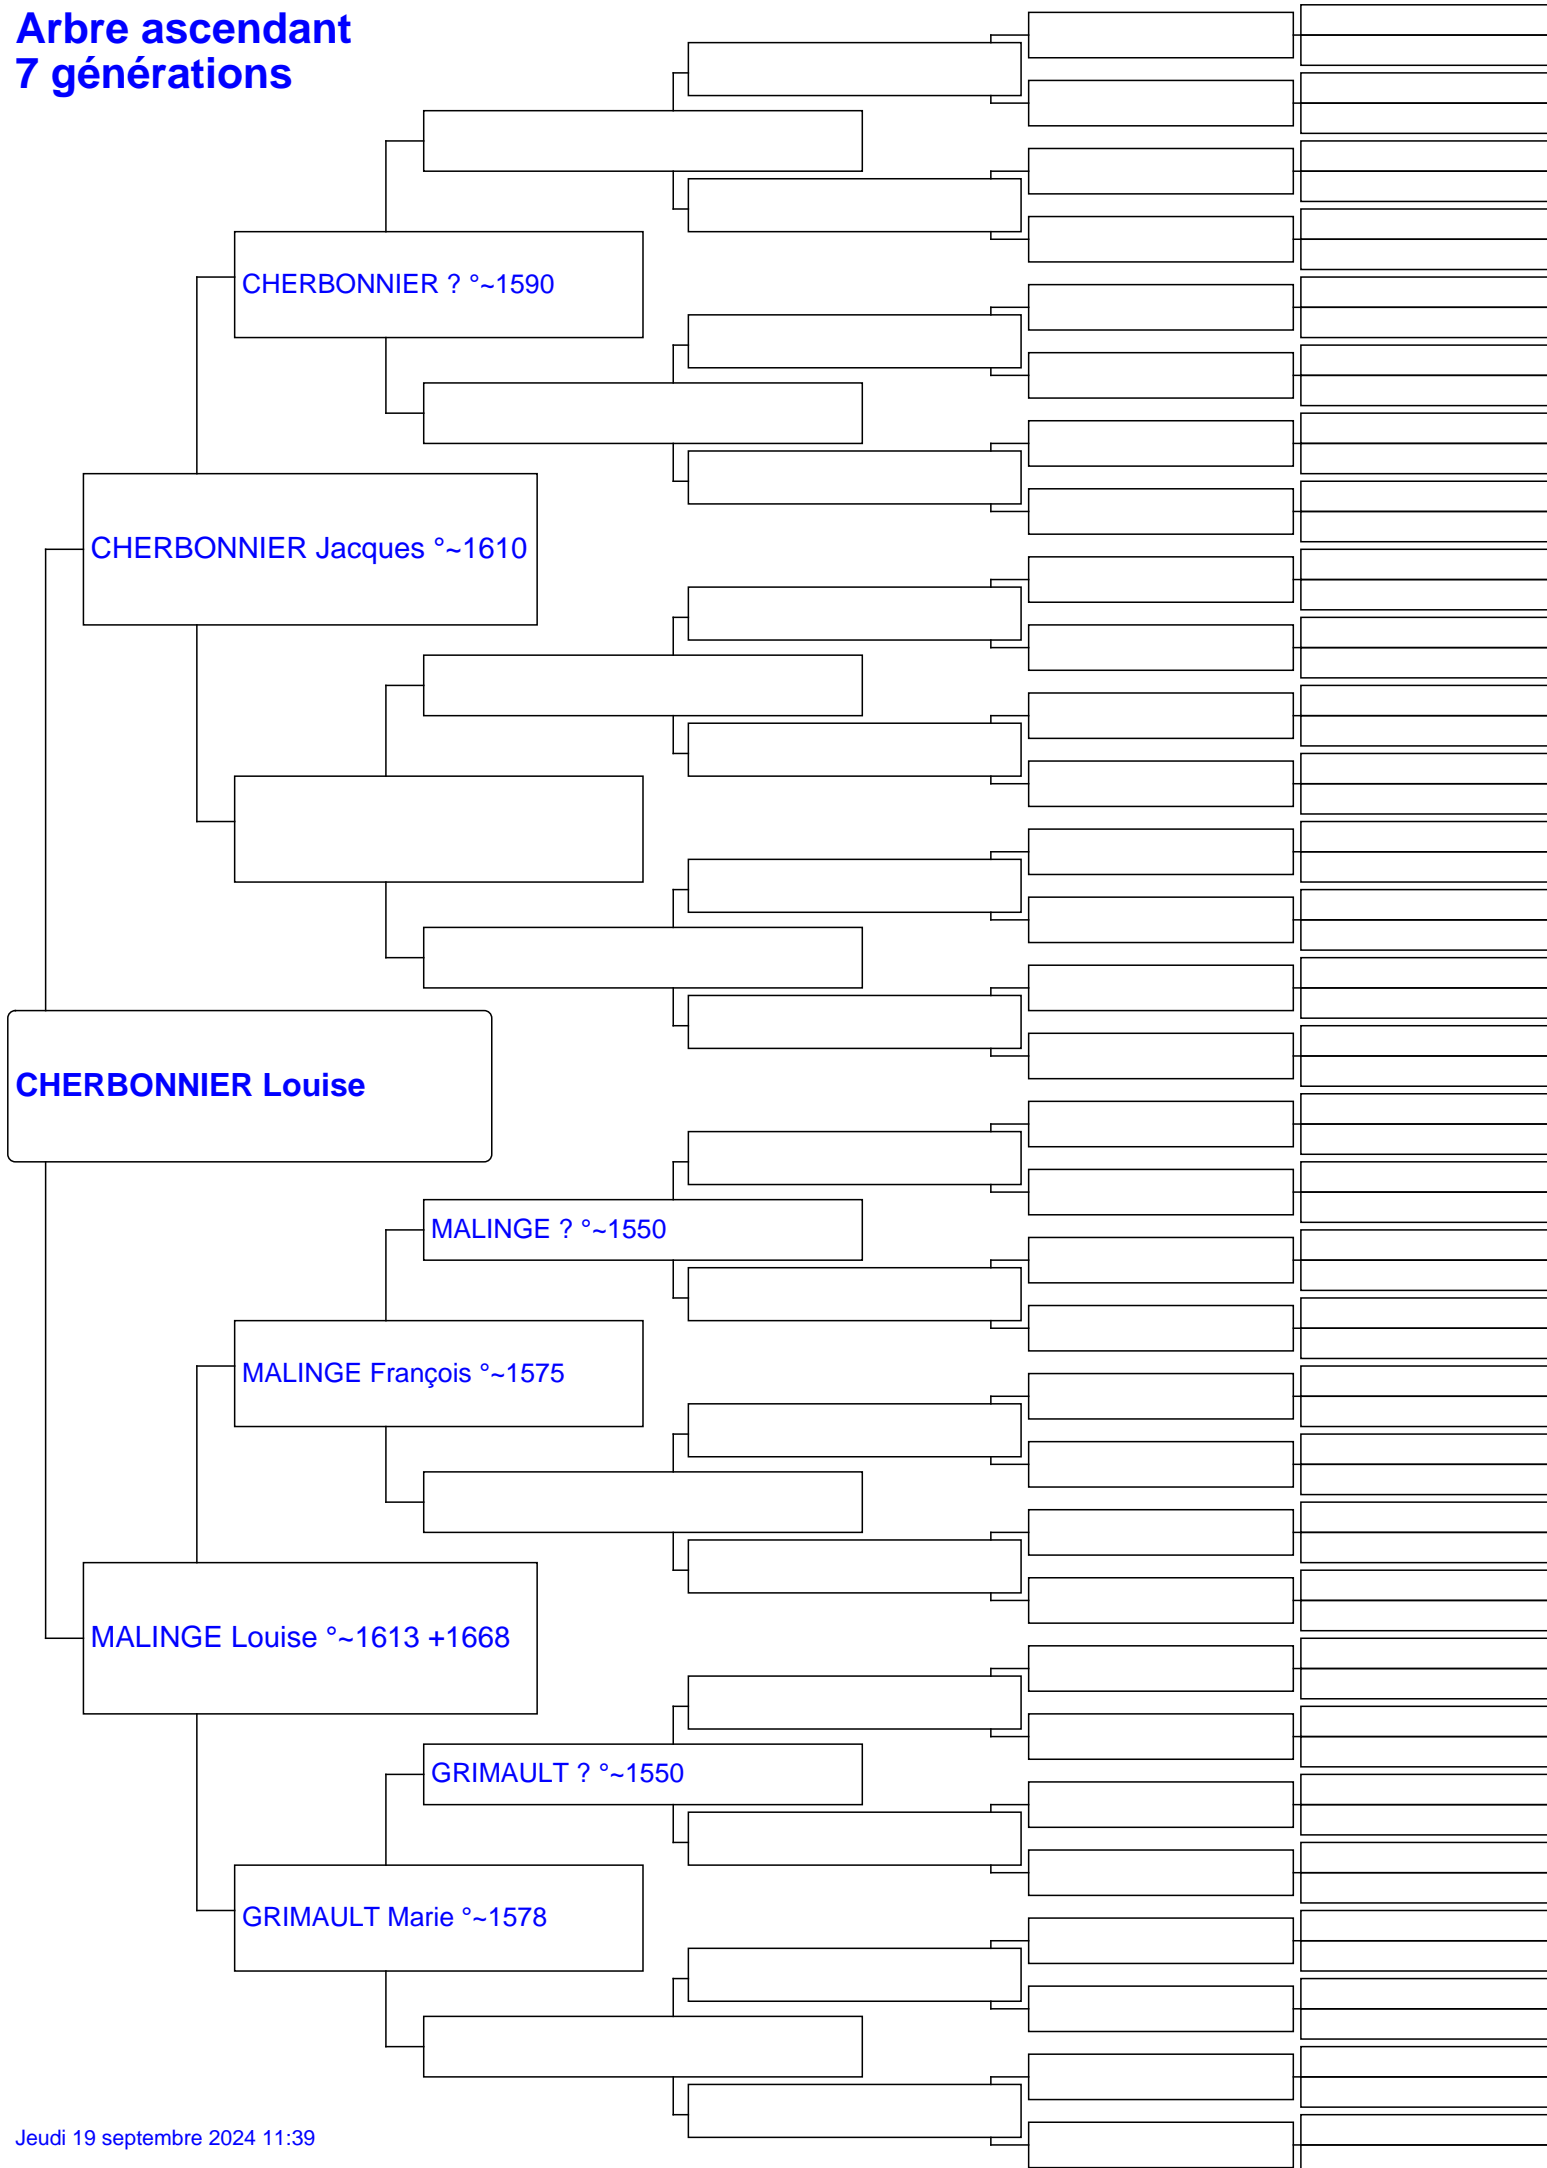 Arbre ascendant
7 générations
CHERBONNIER ? °~1590
CHERBONNIER Jacques °~1610
CHERBONNIER Louise
MALINGE ? °~1550
MALINGE François °~1575
MALINGE Louise °~1613 +1668
GRIMAULT ? °~1550
GRIMAULT Marie °~1578
Jeudi 19 septembre 2024 11:39